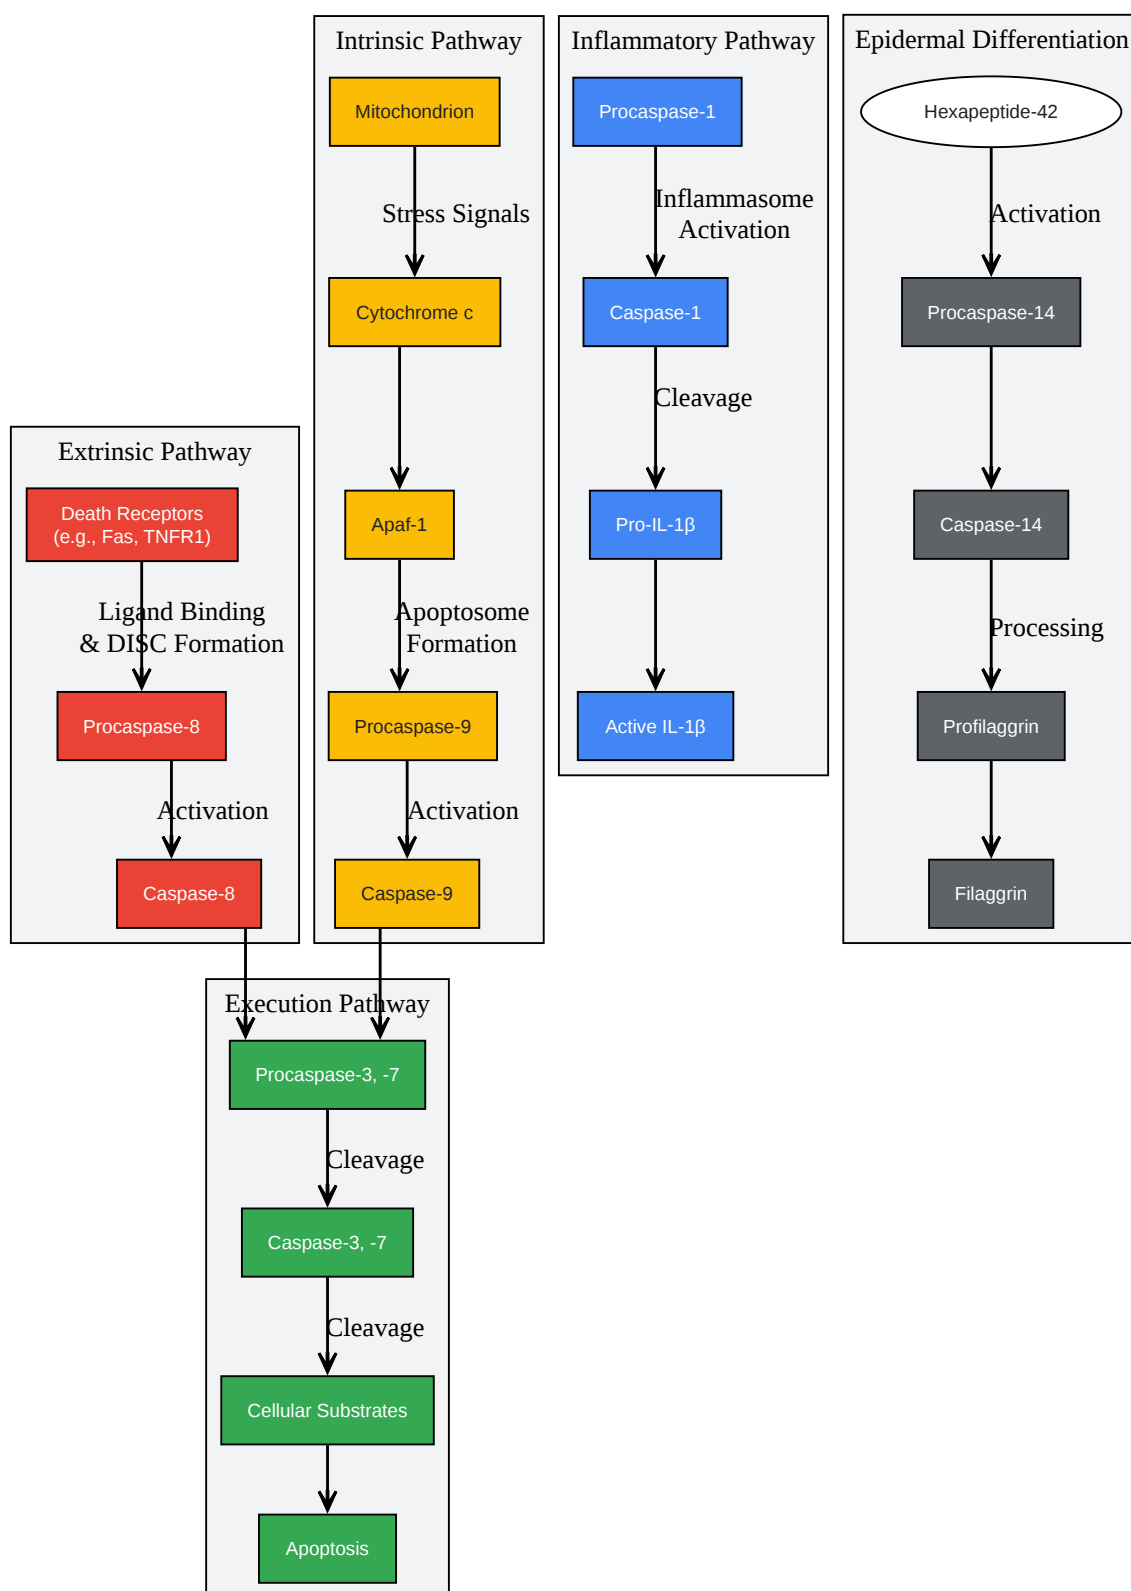 Extrinsic Pathway
Death Receptors
(e.g., Fas, TNFR1)
Ligand Binding
& DISC Formation
Procaspase-8
Activation
Caspase-8
Intrinsic Pathway
Mitochondrion
Stress Signals
Cytochrome c
Apaf-1
Apoptosome
Formation
Procaspase-9
Activation
Caspase-9
Inflammatory Pathway
Procaspase-1
Inflammasome
Activation
Caspase-1
Cleavage
Pro-IL-1β
Active IL-1β
Epidermal Differentiation
Hexapeptide-42
Activation
Procaspase-14
Caspase-14
Processing
Profilaggrin
Filaggrin
Execution Pathway
Procaspase-3, -7
Cleavage
Caspase-3, -7
Cleavage
Cellular Substrates
Apoptosis